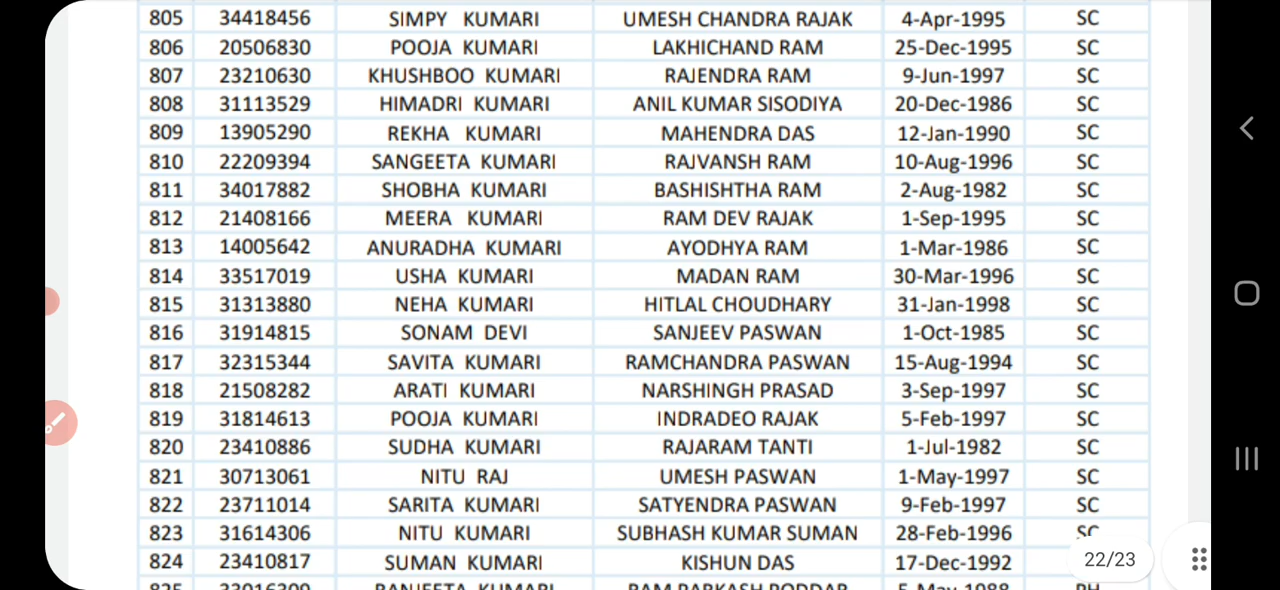 805 34418456 SIMPY KUMARI UMESH CHANDRA RAJAK 4-Apr-1995 SC
806 20506830 POOJA KUMARI LAKHICHAND RAM 25-Dec-1995 SC
807 23210630 KHUSHBOO KUMARI RAJENDRA RAM 9-Jun-1997 SC
808 31113529 HIMADRI KUMARI ANIL KUMAR SISODIYA 20-Dec-1986 SC
809 13905290 REKHA KUMARI MAHENDRA DAS 12-Jan-1990 SC
810 22209394 SANGEETA KUMARI RAJVANSH RAM 10-Aug-1996 SC
811 34017882 SHOBHA KUMARI BASHISHTHA RAM 2-Aug-1982 SC
812 21408166 MEERA KUMARI RAM DEV RAJAK 1-Sep-1995 SC
813 14005642 ANURADHA KUMARI AYODHYA RAM 1-Mar-1986 SC
814 33517019 USHA KUMARI MADAN RAM 30-Mar-1996 SC
815 31313880 NEHA KUMARI HITLAL CHOUDHARY 31-Jan-1998 SC
816 31914815 SONAM DEVI SANJEEV PASWAN 1-Oct-1985 SC
817 32315344 SAVITA KUMARI RAMCHANDRA PASWAN 15-Aug-1994 SC
818 21508282 ARATI KUMARI NARSHINGH PRASAD 3-Sep-1997 SC
819 31814613 POOJA KUMARI INDRADEO RAJAK 5-Feb-1997 SC
820 23410886 SUDHA KUMARI RAJARAM TANTI 1-Jul-1982 SC
821 30713061 NITU RAJ UMESH PASWAN 1-May-1997 SC
822 23711014 SARITA KUMARI SATYENDRA PASWAN 9-Feb-1997 SC
823 31614306 NITU KUMARI SUBHASH KUMAR SUMAN 28-Feb-1996 SC
824 23410817 SUMAN KUMARI KISHUN DAS 17-Dec-1992
22/23
KUMARI RAM